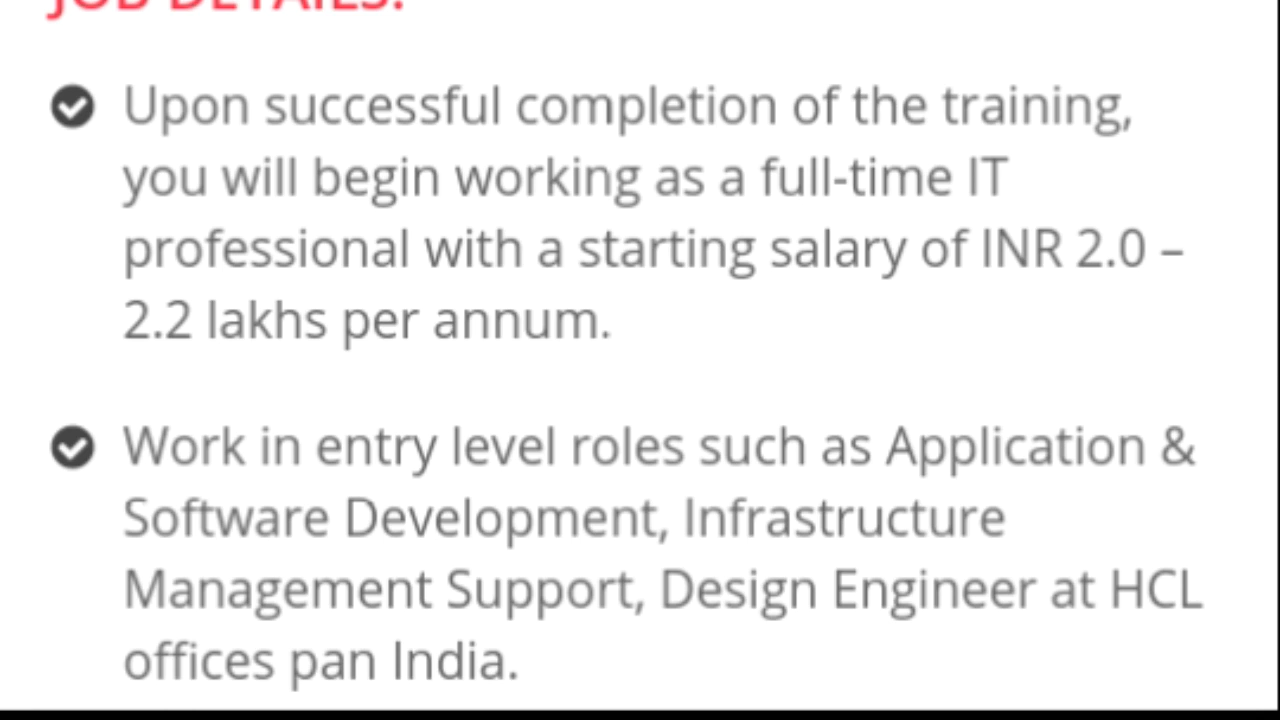 JOB DETAILS:
Upon successful completion of the training,
you will begin working as a full-time IT
professional with a starting salary of INR 2.0 –
2.2 lakhs per annum.
Work in entry level roles such as Application &
Software Development, Infrastructure
Management Support, Design Engineer at HCL
offices pan India.